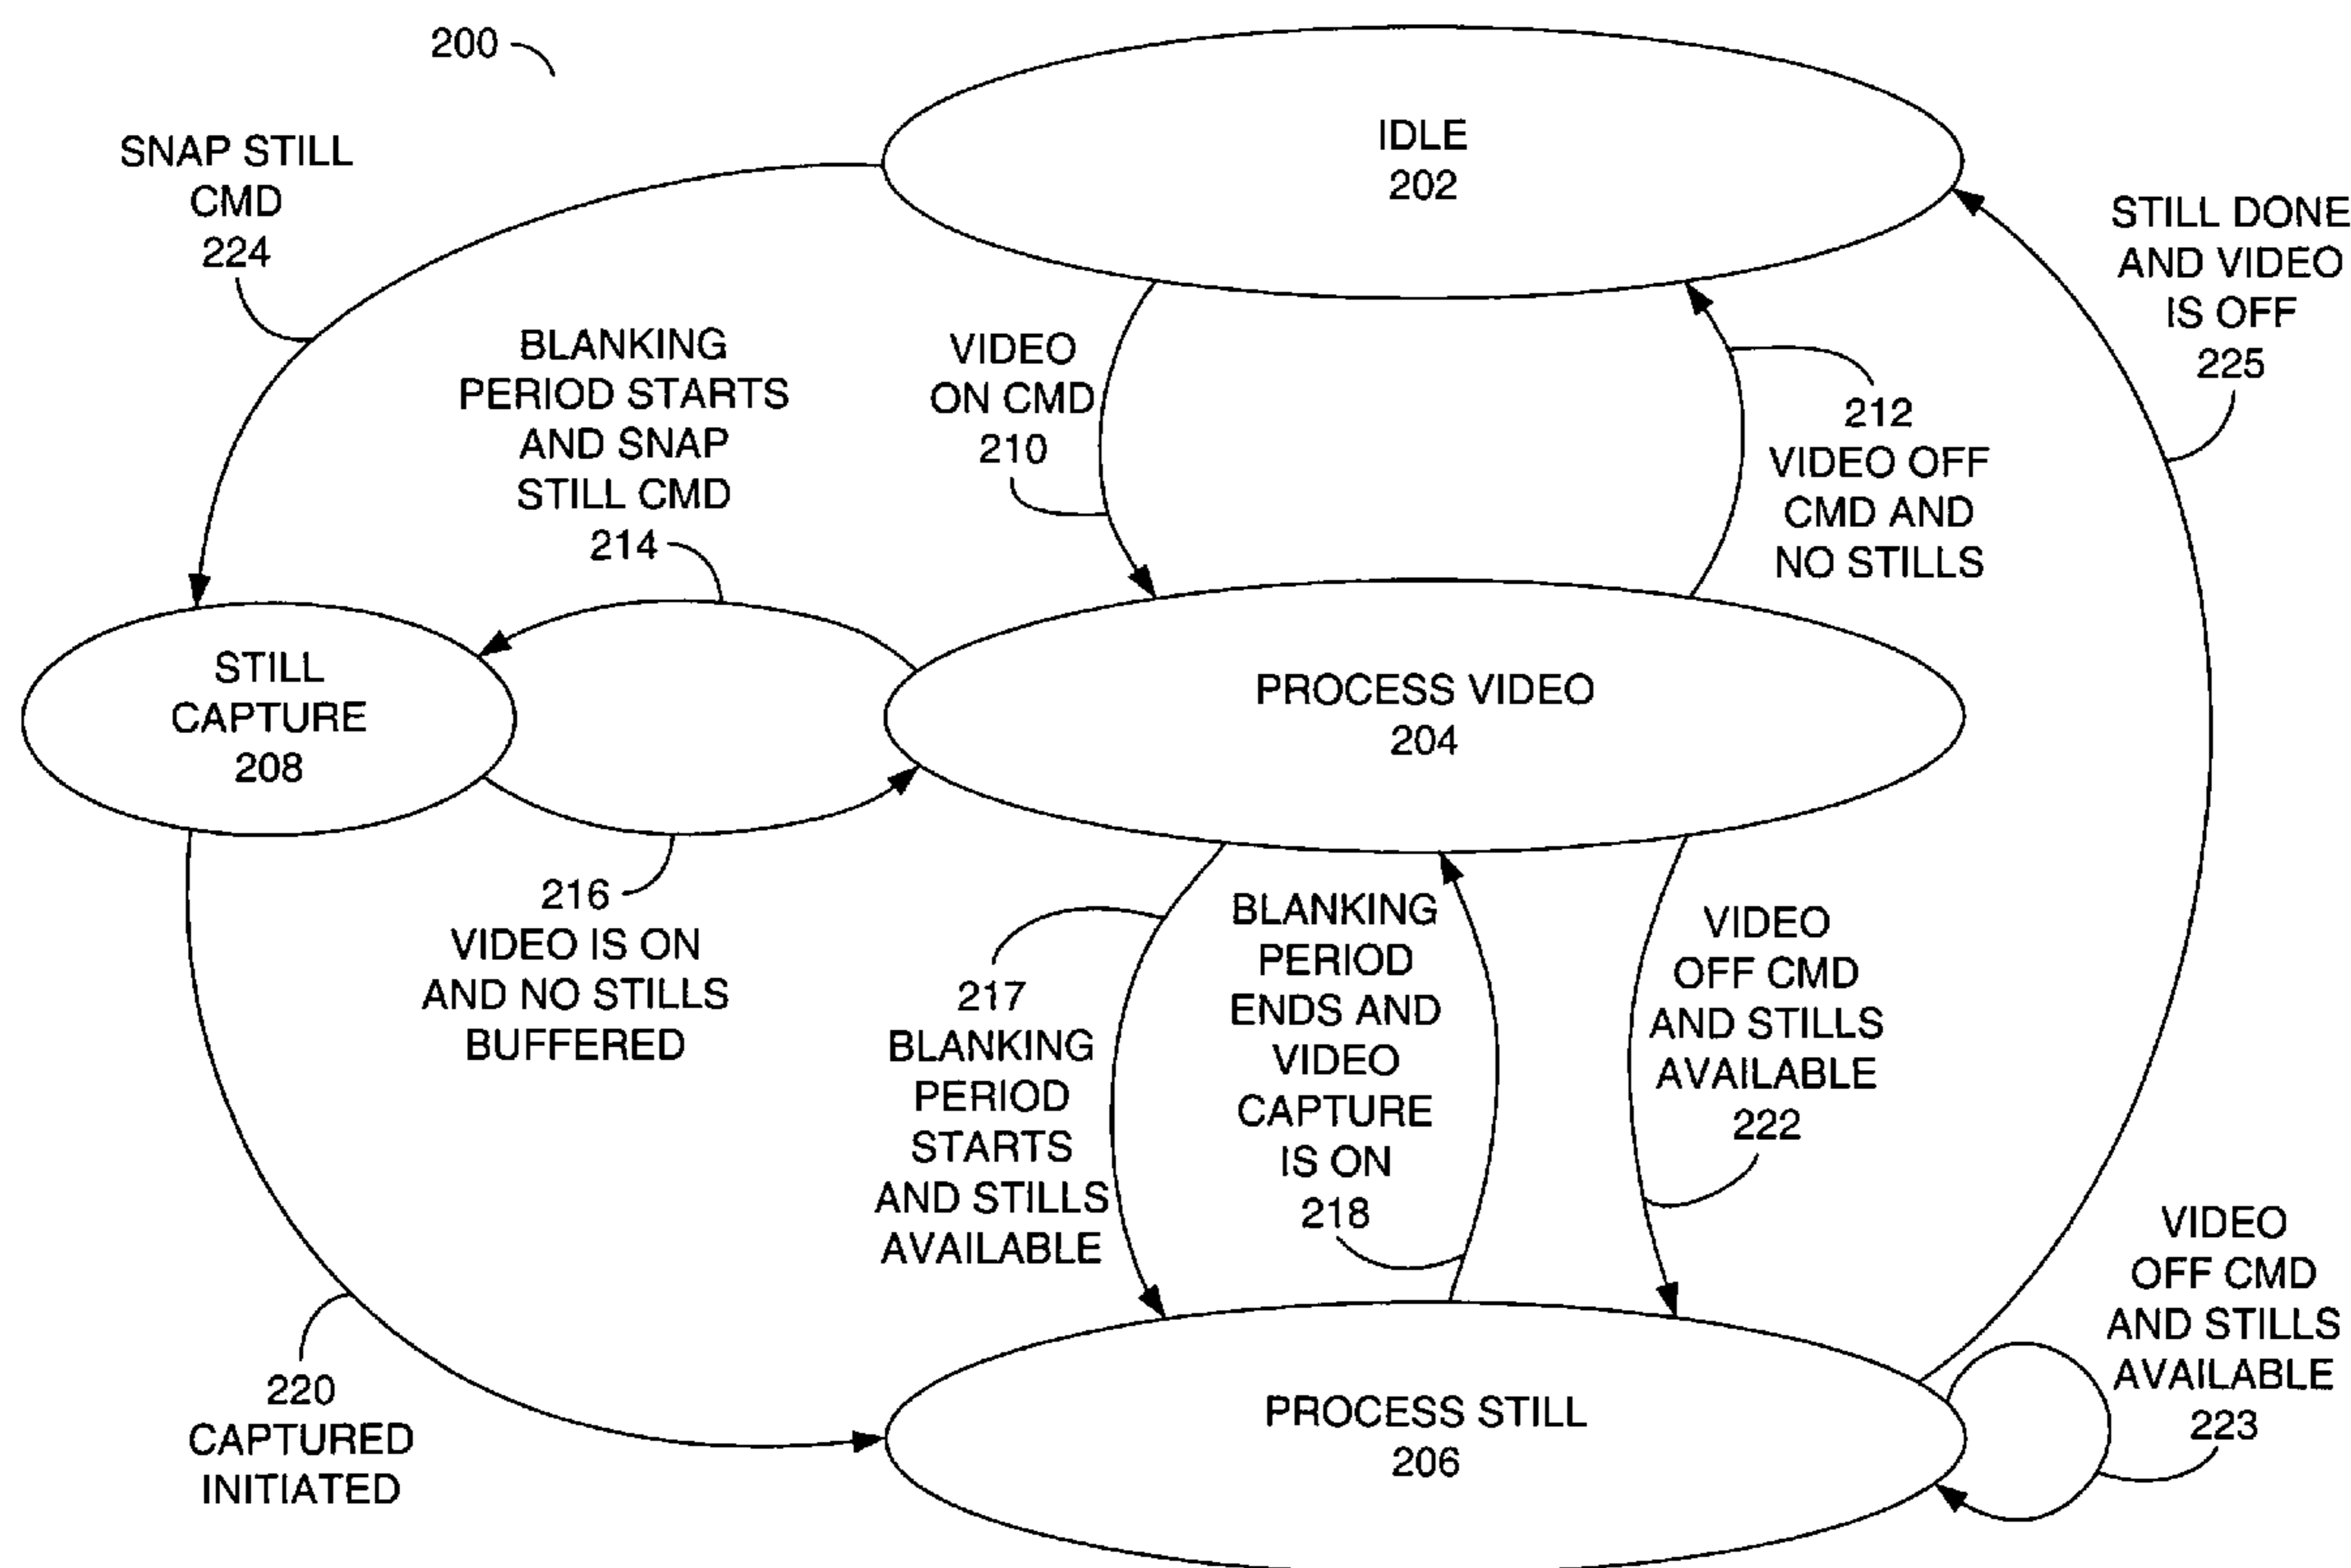 200
IDLE
202
SNAP STILL
CMD
224
STILL DONE
AND VIDEO
IS OFF
225
BLANKING
PERIOD STARTS
AND SNAP
STILL CMD
214
VIDEO
ON CMD
210
212
VIDEO OFF
CMD AND
NO STILLS
STILL
CAPTURE
208
PROCESS VIDEO
204
216
VIDEO IS ON
AND NO STILLS
BUFFERED
217
BLANKING
PERIOD
STARTS
AND STILLS
AVAILABLE
BLANKING
PERIOD
ENDS AND
VIDEO
CAPTURE
IS ON
218
VIDEO
OFF CMD
AND STILLS
AVAILABLE
222
VIDEO
OFF CMD
AND STILLS
AVAILABLE
223
220
CAPTURED
INITIATED
PROCESS STILL
206